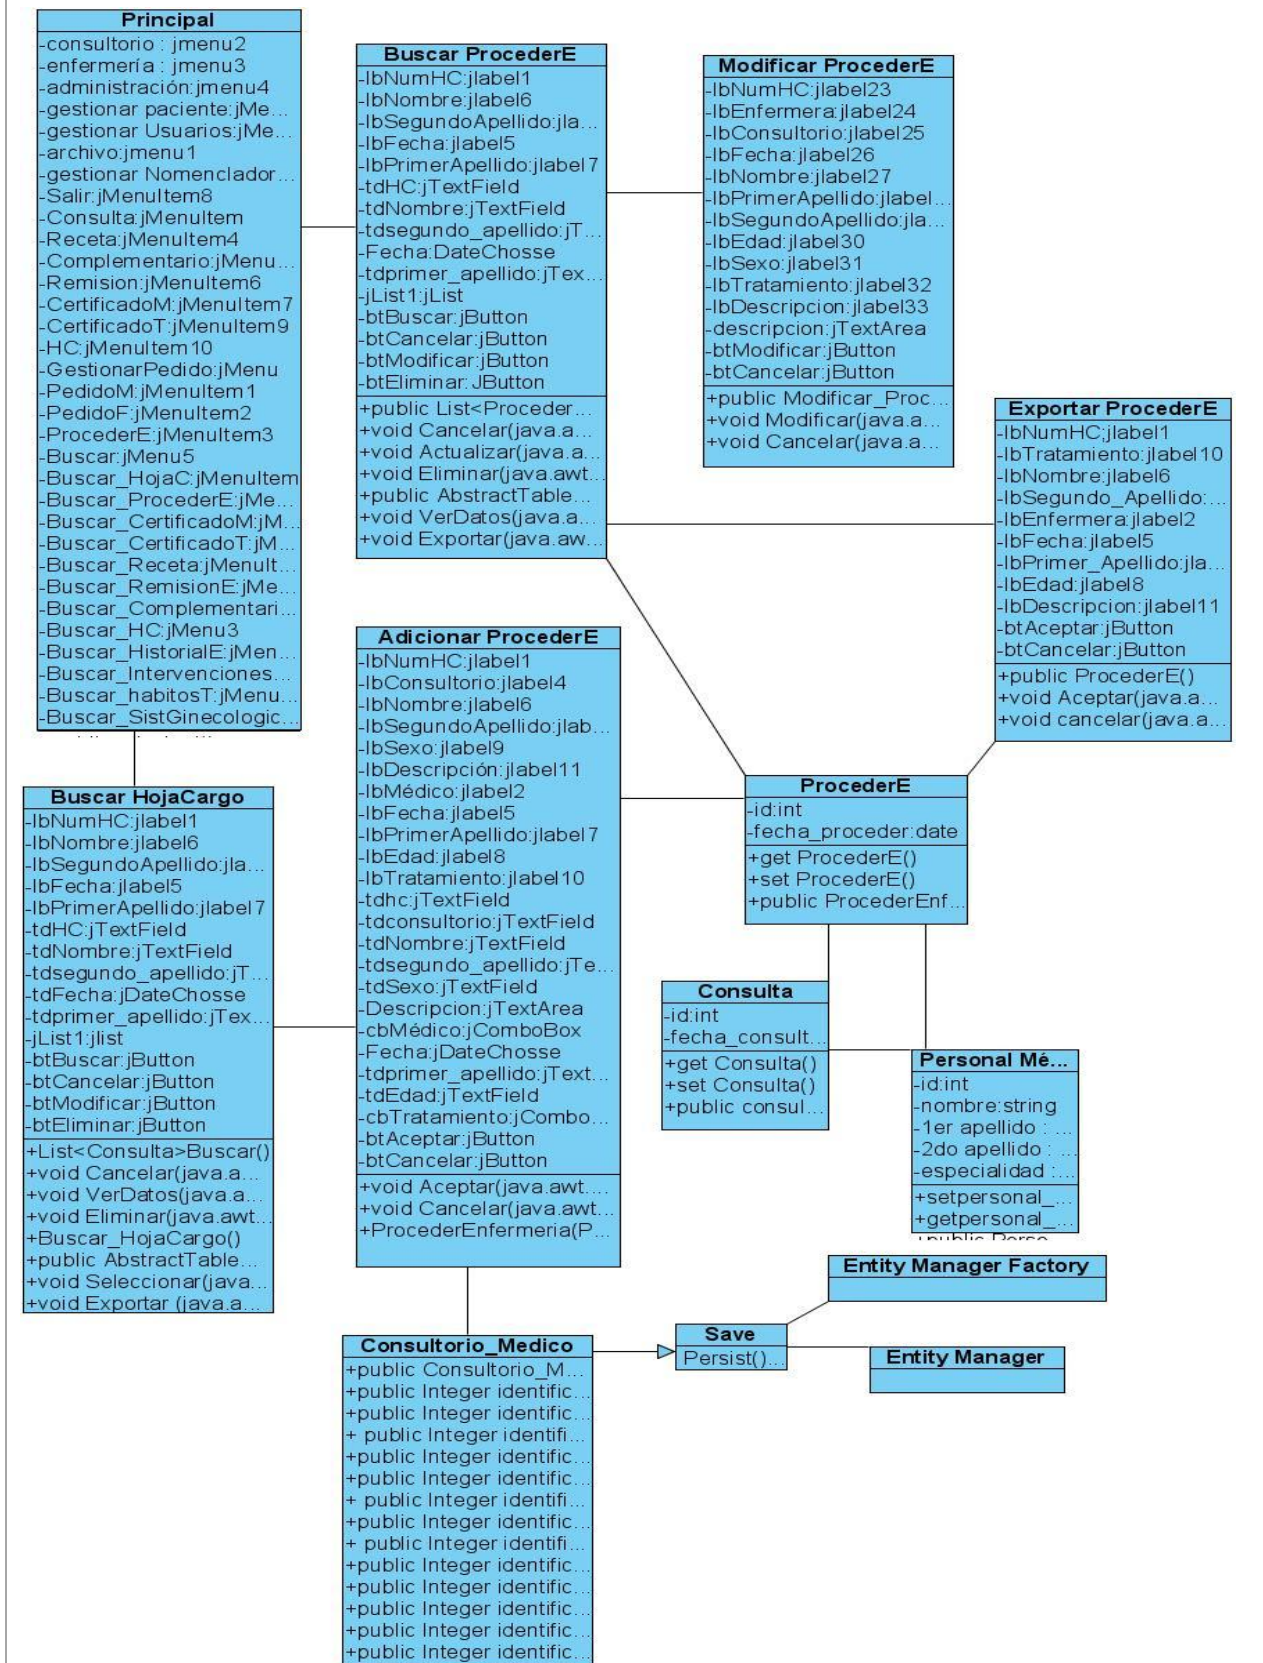 Principal
-consultorio : jmenu2
-enfermería : jmenu3
-administración:jmenu4
-gestionar paciente:jMe...
-gestionar Usuarios:jMe...
-archivo:jmenu1
-gestionar Nomenclador...
-Salir:jMenuItem8
-Consulta:jMenuItem
-Receta:jMenuItem4
-Complementario:jMenu...
-Remision:jMenuItem6
-CertificadoM:jMenuItem7
-CertificadoT:jMenuItem9
-HC:jMenuItem10
-GestionarPedido:jMenu
-PedidoM:jMenuItem1
-PedidoF:jMenuItem2
-ProcederE:jMenuItem3
-Buscar:jMenu5
-Buscar_HojaC:jMenuItem
-Buscar_ProcederE:jMe...
-Buscar_CertificadoM:jM...
-Buscar_CertificadoT:jM...
-Buscar_Receta:jMenuIt...
-Buscar_RemisionE:jMe...
-Buscar_Complementari...
-Buscar_HC:jMenu3
-Buscar_HistorialE:jMen...
-Buscar_Intervenciones...
-Buscar_habitosT:jMenu...
-Buscar_SistGinecologic...
Buscar ProcederE
-lbNumHC:jlabel1
-lbNombre:jlabel6
-lbSegundoApellido:jla...
-lbFecha:jlabel5
-lbPrimerApellido:jlabel7
-tdHC:jTextField
-tdNombre:jTextField
-tdsegundo_apellido:jT...
-Fecha:DateChosse
-tdprimer_apellido:jTex...
-jList1:jList
-btBuscar:jButton
-btCancelar:jButton
-btModificar:jButton
-btEliminar: JButton
+public List<Proceder...
+void Cancelar(java.a...
+void Actualizar(java.a...
+void Eliminar(java.awt...
+public AbstractTable...
+void VerDatos(java.a...
+void Exportar(java.aw...
Modificar ProcederE
-lbNumHC:jlabel23
-lbEnfermera:jlabel24
-lbConsultorio:jlabel25
-lbFecha:jlabel26
-lbNombre:jlabel27
-lbPrimerApellido:jlabel...
-lbSegundoApellido:jla...
-lbEdad:jlabel30
-lbSexo:jlabel31
-lbTratamiento:jlabel32
-lbDescripcion:jlabel33
-descripcion:jTextArea
-btModificar:jButton
-btCancelar:jButton
+public Modificar_Proc...
+void Modificar(java.a...
+void Cancelar(java.a...
Exportar ProcederE
-lbNumHC;jlabel1
-lbTratamiento:jlabel10
-lbNombre:jlabel6
-lbSegundo_Apellido:...
-lbEnfermera:jlabel2
-lbFecha:jlabel5
-lbPrimer_Apellido:jla...
-lbEdad:jlabel8
-lbDescripcion:jlabel11
-btAceptar:jButton
-btCancelar:jButton
+public ProcederE()
+void Aceptar(java.a...
+void cancelar(java.a...
Adicionar ProcederE
-lbNumHC:jlabel1
-lbConsultorio:jlabel4
-lbNombre:jlabel6
-lbSegundoApellido:jlab...
-lbSexo:jlabel9
-lbDescripción:jlabel11
-lbMédico:jlabel2
-lbFecha:jlabel5
-lbPrimerApellido:jlabel7
-lbEdad:jlabel8
-lbTratamiento:jlabel10
-tdhc:jTextField
-tdconsultorio:jTextField
-tdNombre:jTextField
-tdsegundo_apellido:jTe...
-tdSexo:jTextField
-Descripcion:jTextArea
-cbMédico:jComboBox
-Fecha:jDateChosse
-tdprimer_apellido:jText...
-tdEdad:jTextField
-cbTratamiento:jCombo...
-btAceptar:jButton
-btCancelar:jButton
+void Aceptar(java.awt....
+void Cancelar(java.awt...
+ProcederEnfermeria(P...
Buscar HojaCargo
-lbNumHC:jlabel1
-lbNombre:jlabel6
-lbSegundoApellido:jla...
-lbFecha:jlabel5
-lbPrimerApellido:jlabel7
-tdHC:jTextField
-tdNombre:jTextField
-tdsegundo_apellido:jT...
-tdFecha:jDateChosse
-tdprimer_apellido:jTex...
-jList1:jlist
-btBuscar:jButton
-btCancelar:jButton
-btModificar:jButton
-btEliminar:jButton
+List<Consulta>Buscar()
+void Cancelar(java.a...
+void VerDatos(java.a...
+void Eliminar(java.awt...
+Buscar_HojaCargo()
+public AbstractTable...
+void Seleccionar(java...
+void Exportar (java.a...
ProcederE
-id:int
-fecha_proceder:date
+get ProcederE()
+set ProcederE()
+public ProcederEnf...
Consulta
-id:int
-fecha_consult...
+get Consulta()
+set Consulta()
+public consul...
Personal Mé...
-id:int
-nombre:string
-1er apellido : ...
-2do apellido : ...
-especialidad :...
+setpersonal_...
+getpersonal_...
+public Perso...
Entity Manager Factory
Save
Persist()...
Entity Manager
Consultorio_Medico
+public Consultorio_M...
+public Integer identific...
+public Integer identific...
+ public Integer identifi...
+public Integer identific...
+public Integer identific...
+ public Integer identifi...
+public Integer identific...
+ public Integer identifi...
+public Integer identific...
+public Integer identific...
+public Integer identific...
+public Integer identific...
+public Integer identific...